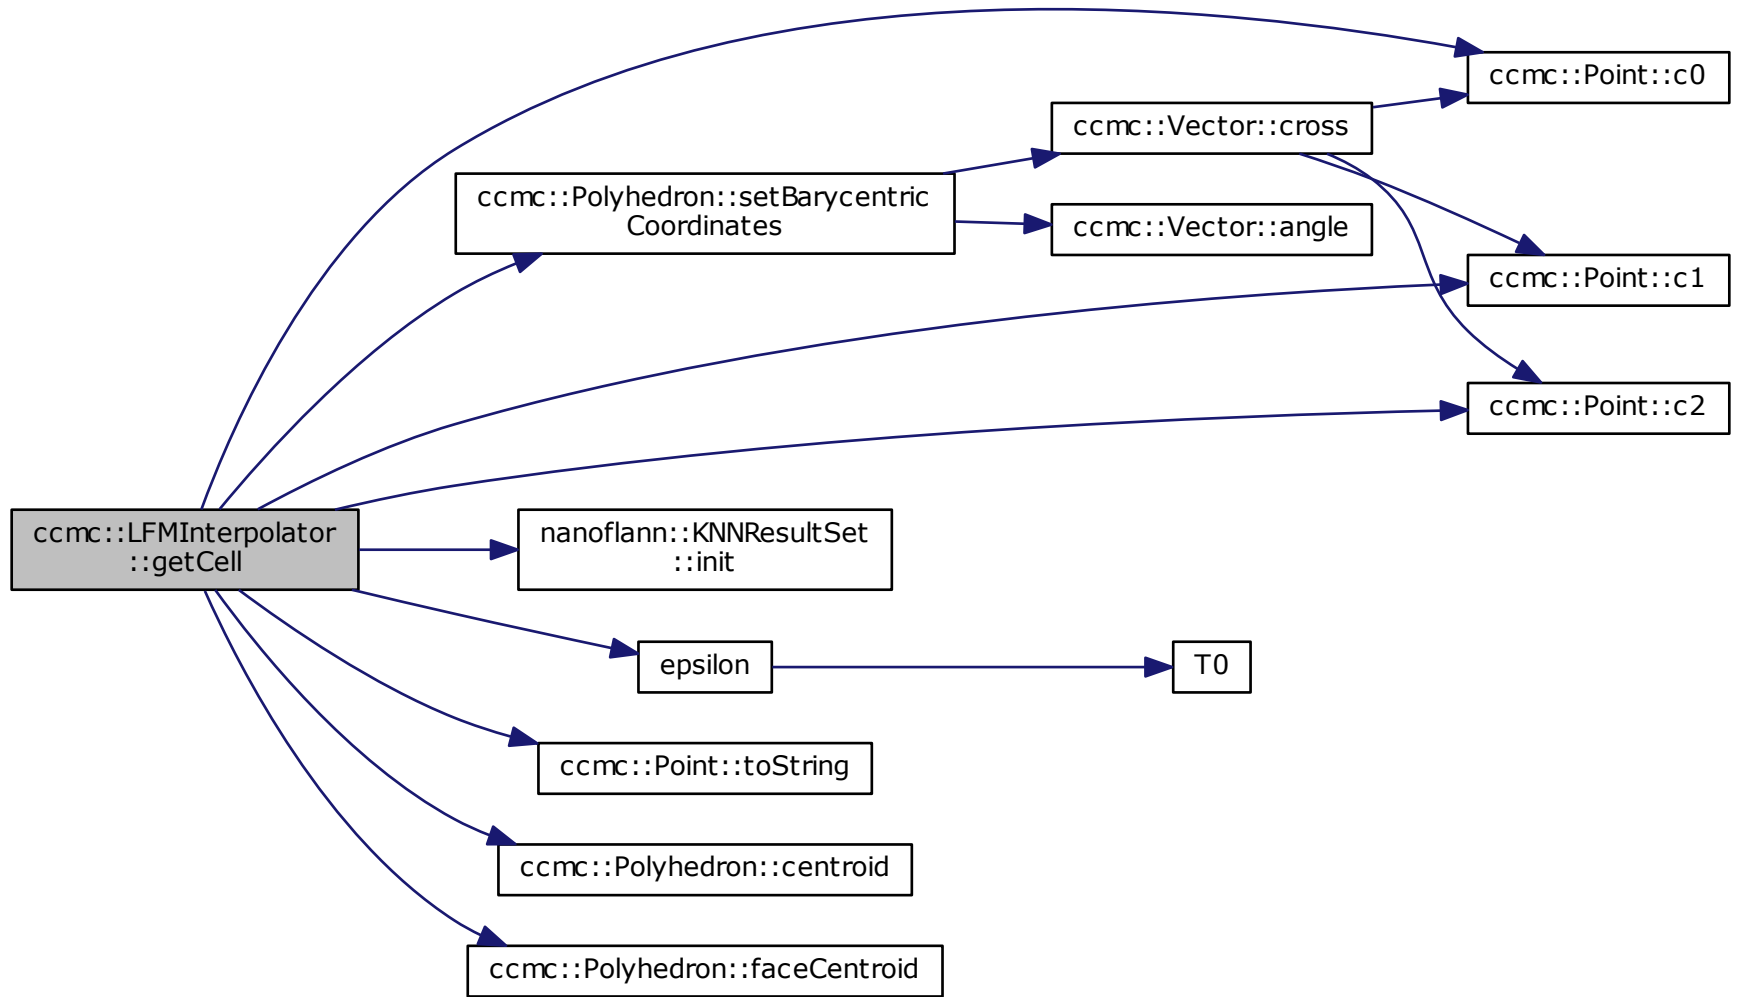 ccmc::Point::c0
ccmc::Vector::cross
ccmc::Polyhedron::setBarycentric
Coordinates
ccmc::Vector::angle
ccmc::Point::c1
ccmc::Point::c2
ccmc::LFMInterpolator
::getCell
nanoflann::KNNResultSet
::init
epsilon
T0
ccmc::Point::toString
ccmc::Polyhedron::centroid
ccmc::Polyhedron::faceCentroid